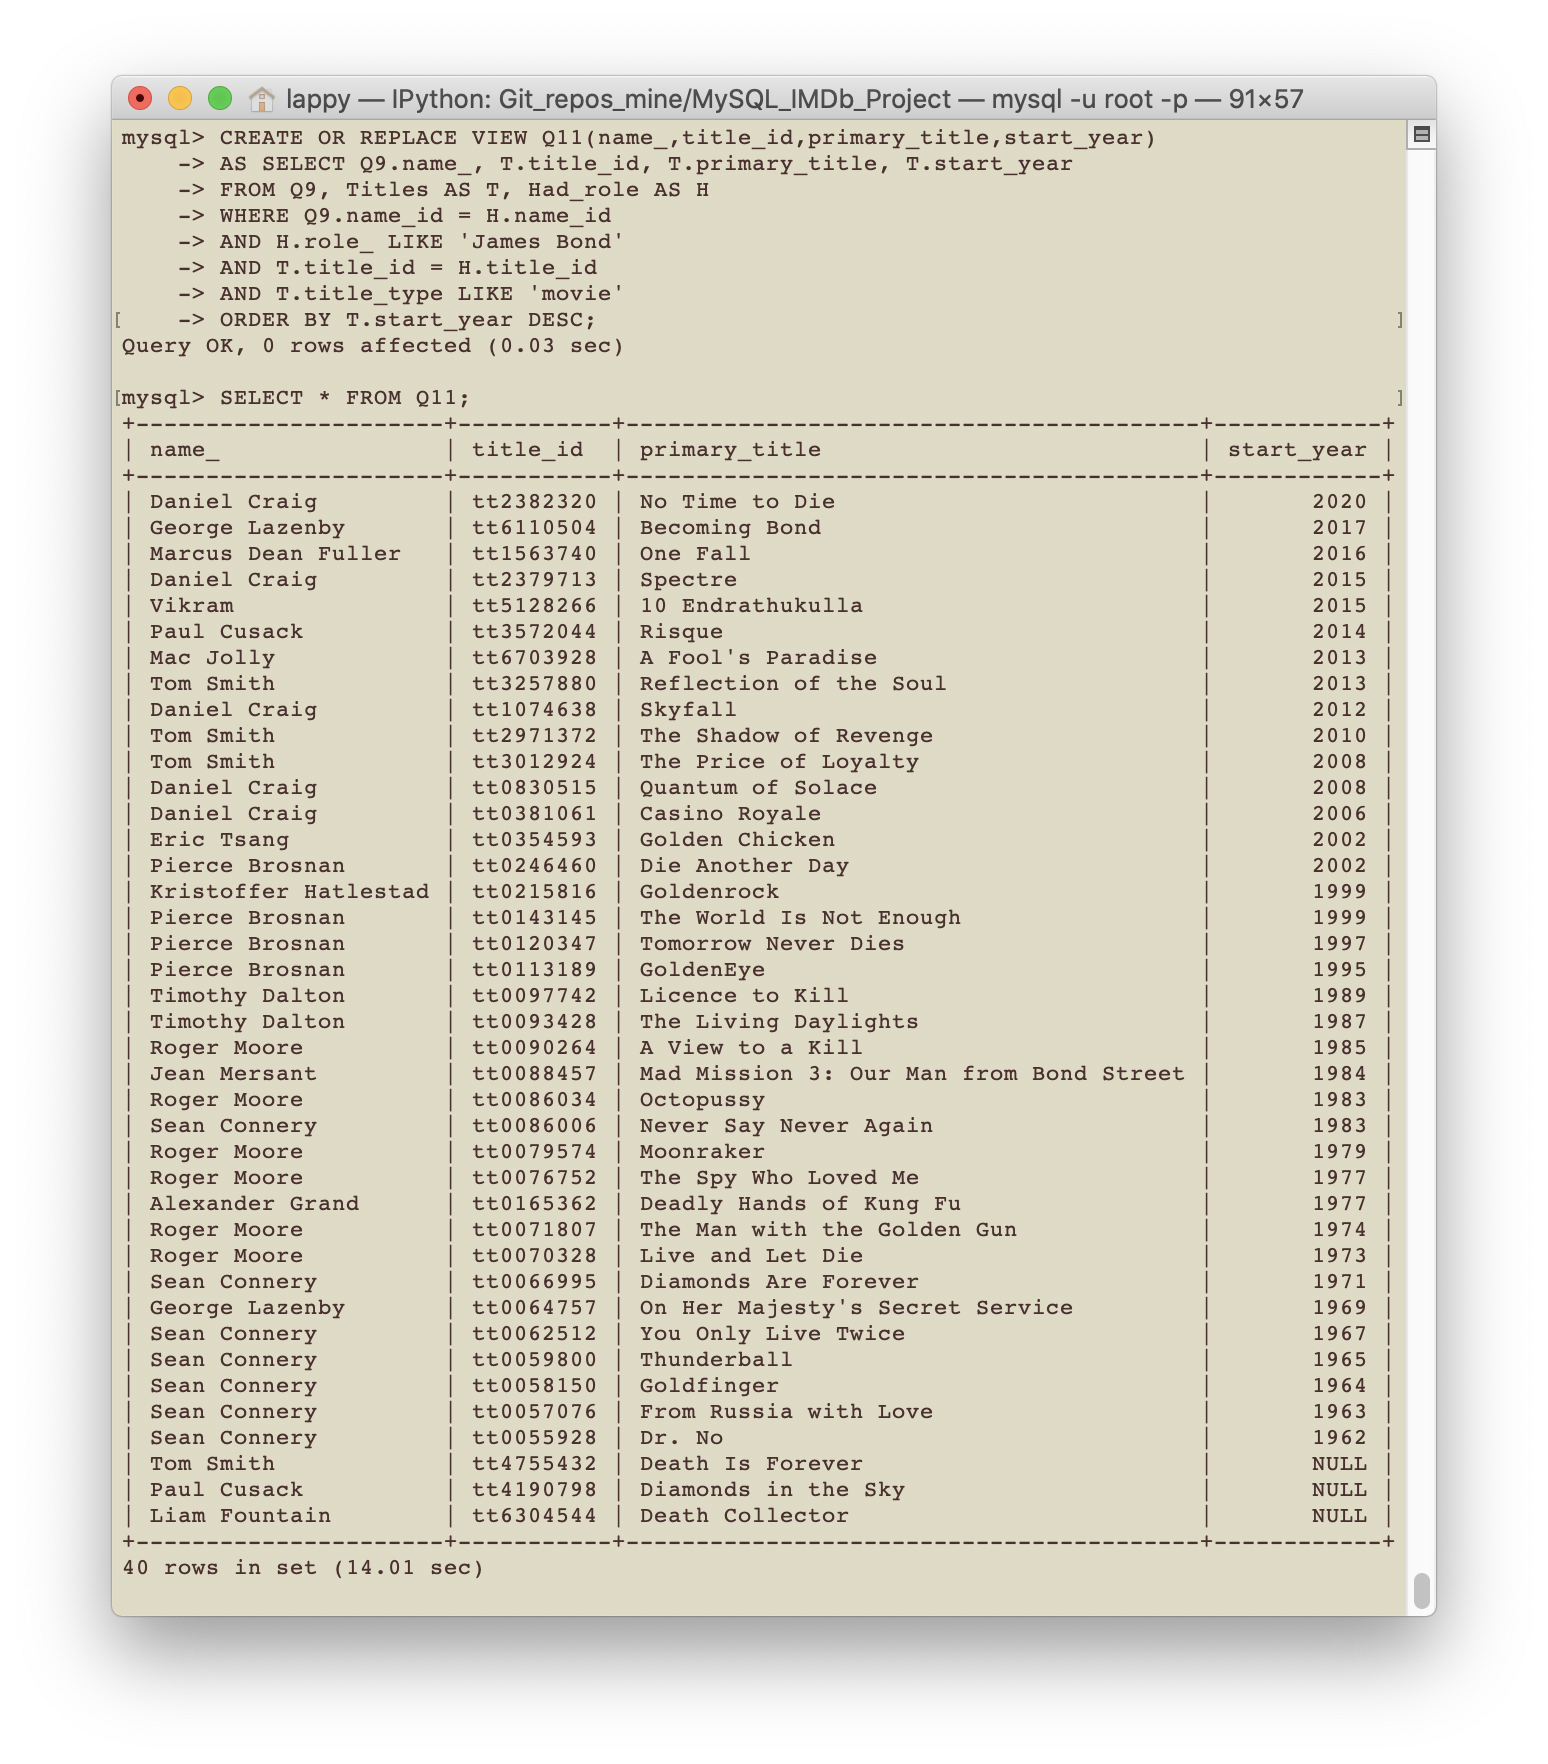 lappy — IPython: Git_repos_mine/MySQL_IMDb_Project — mysql -u root -p — 91×57
mysql> CREATE OR REPLACE VIEW Q11(name_,title_id,primary_title,start_year)
    -> AS SELECT Q9.name_, T.title_id, T.primary_title, T.start_year
    -> FROM Q9, Titles AS T, Had_role AS H
    -> WHERE Q9.name_id = H.name_id
    -> AND H.role_ LIKE 'James Bond'
    -> AND T.title_id = H.title_id
    -> AND T.title_type LIKE 'movie'
[    -> ORDER BY T.start_year DESC; ]
Query OK, 0 rows affected (0.03 sec)
[mysql> SELECT * FROM Q11; ]
+----------------------+-----------+-----------------------------------------+------------+
| name_                | title_id  | primary_title                           | start_year |
+----------------------+-----------+-----------------------------------------+------------+
| Daniel Craig         | tt2382320 | No Time to Die                          |       2020 |
| George Lazenby       | tt6110504 | Becoming Bond                           |       2017 |
| Marcus Dean Fuller   | tt1563740 | One Fall                                |       2016 |
| Daniel Craig         | tt2379713 | Spectre                                 |       2015 |
| Vikram               | tt5128266 | 10 Endrathukulla                        |       2015 |
| Paul Cusack          | tt3572044 | Risque                                  |       2014 |
| Mac Jolly            | tt6703928 | A Fool's Paradise                       |       2013 |
| Tom Smith            | tt3257880 | Reflection of the Soul                  |       2013 |
| Daniel Craig         | tt1074638 | Skyfall                                 |       2012 |
| Tom Smith            | tt2971372 | The Shadow of Revenge                   |       2010 |
| Tom Smith            | tt3012924 | The Price of Loyalty                    |       2008 |
| Daniel Craig         | tt0830515 | Quantum of Solace                       |       2008 |
| Daniel Craig         | tt0381061 | Casino Royale                           |       2006 |
| Eric Tsang           | tt0354593 | Golden Chicken                          |       2002 |
| Pierce Brosnan       | tt0246460 | Die Another Day                         |       2002 |
| Kristoffer Hatlestad | tt0215816 | Goldenrock                              |       1999 |
| Pierce Brosnan       | tt0143145 | The World Is Not Enough                 |       1999 |
| Pierce Brosnan       | tt0120347 | Tomorrow Never Dies                     |       1997 |
| Pierce Brosnan       | tt0113189 | GoldenEye                               |       1995 |
| Timothy Dalton       | tt0097742 | Licence to Kill                         |       1989 |
| Timothy Dalton       | tt0093428 | The Living Daylights                    |       1987 |
| Roger Moore          | tt0090264 | A View to a Kill                        |       1985 |
| Jean Mersant         | tt0088457 | Mad Mission 3: Our Man from Bond Street |       1984 |
| Roger Moore          | tt0086034 | Octopussy                               |       1983 |
| Sean Connery         | tt0086006 | Never Say Never Again                   |       1983 |
| Roger Moore          | tt0079574 | Moonraker                               |       1979 |
| Roger Moore          | tt0076752 | The Spy Who Loved Me                    |       1977 |
| Alexander Grand      | tt0165362 | Deadly Hands of Kung Fu                 |       1977 |
| Roger Moore          | tt0071807 | The Man with the Golden Gun             |       1974 |
| Roger Moore          | tt0070328 | Live and Let Die                        |       1973 |
| Sean Connery         | tt0066995 | Diamonds Are Forever                    |       1971 |
| George Lazenby       | tt0064757 | On Her Majesty's Secret Service         |       1969 |
| Sean Connery         | tt0062512 | You Only Live Twice                     |       1967 |
| Sean Connery         | tt0059800 | Thunderball                             |       1965 |
| Sean Connery         | tt0058150 | Goldfinger                              |       1964 |
| Sean Connery         | tt0057076 | From Russia with Love                   |       1963 |
| Sean Connery         | tt0055928 | Dr. No                                  |       1962 |
| Tom Smith            | tt4755432 | Death Is Forever                        |       NULL |
| Paul Cusack          | tt4190798 | Diamonds in the Sky                     |       NULL |
| Liam Fountain        | tt6304544 | Death Collector                         |       NULL |
+----------------------+-----------+-----------------------------------------+------------+
40 rows in set (14.01 sec)